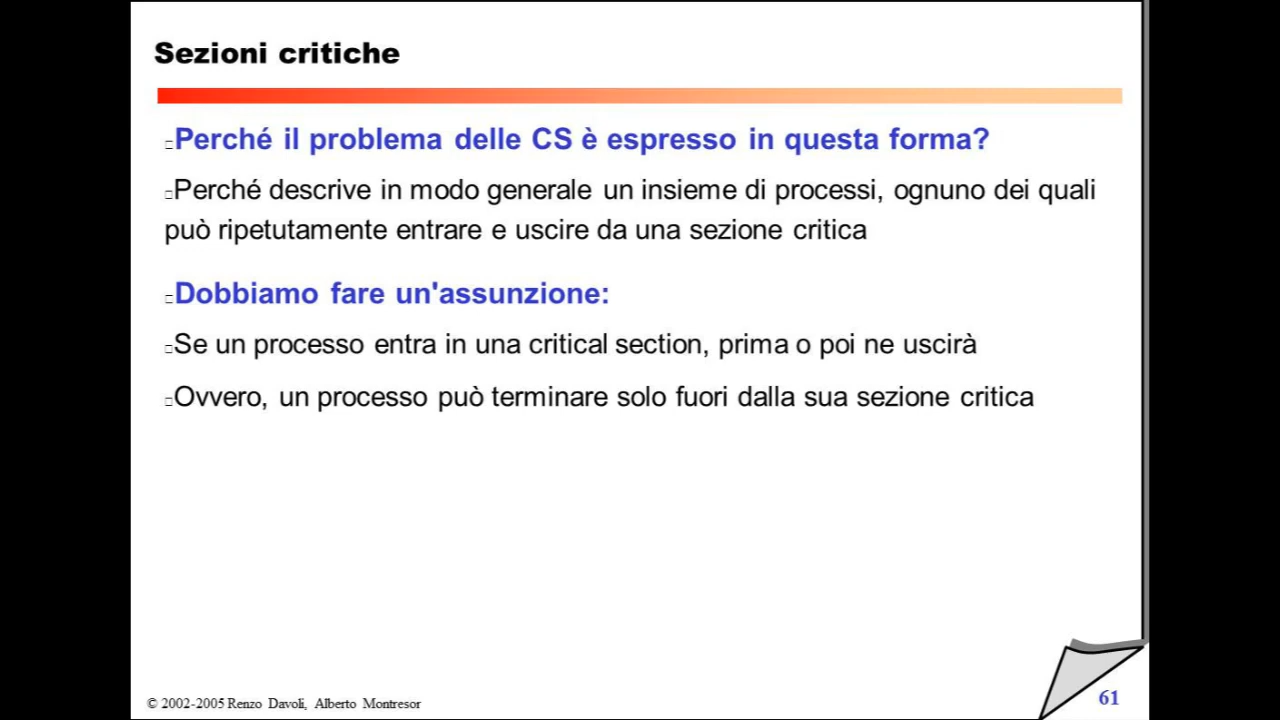 Sezioni critiche
Perché il problema delle CS è espresso in questa forma?
Perché descrive in modo generale un insieme di processi, ognuno dei quali
può ripetutamente entrare e uscire da una sezione critica
Dobbiamo fare un'assunzione:
Se un processo entra in una critical section, prima o poi ne uscirà
Ovvero, un processo può terminare solo fuori dalla sua sezione critica
© 2002-2005 Renzo Davoli, Alberto Montresor
61